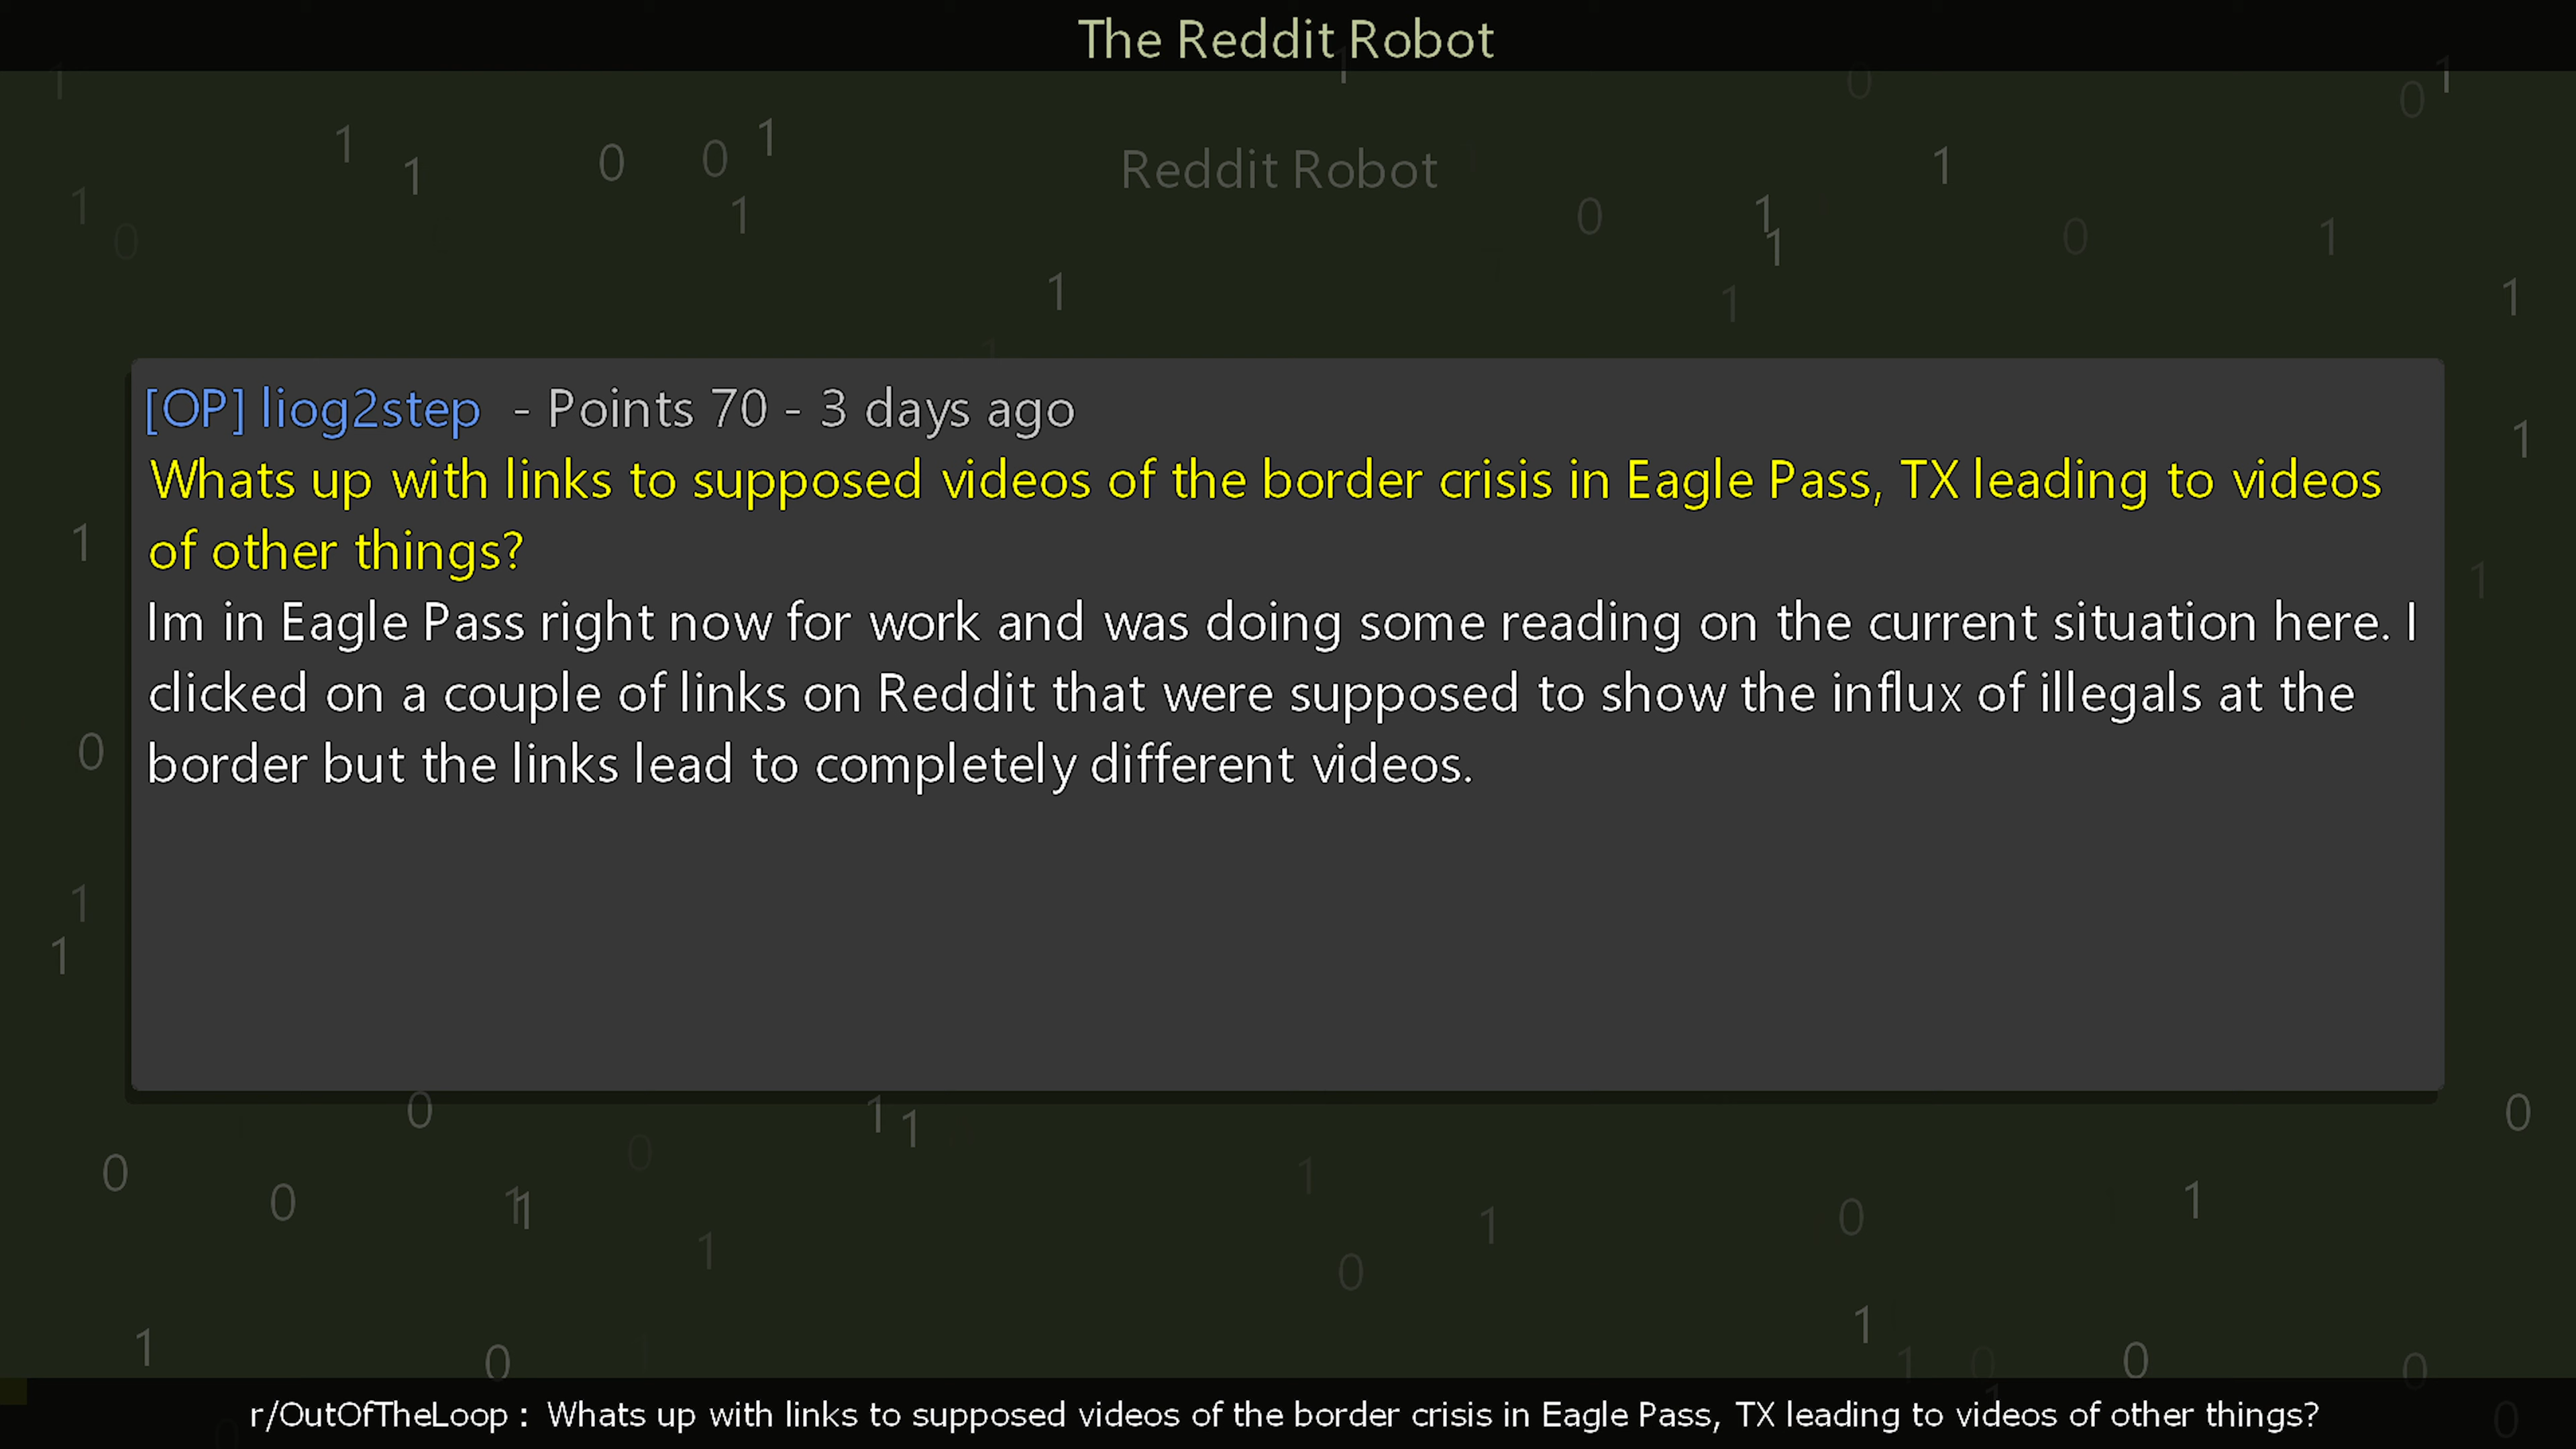 The Reddit Robot
Reddit Robot
[OP] liog2step - Points 70 - 3 days ago
Whats up with links to supposed videos of the border crisis in Eagle Pass, TX leading to videos
of other things?
Im in Eagle Pass right now for work and was doing some reading on the current situation here. I
clicked on a couple of links on Reddit that were supposed to show the influx of illegals at the
border but the links lead to completely different videos.
r/OutOfTheLoop : Whats up with links to supposed videos of the border crisis in Eagle Pass, TX leading to videos of other things?